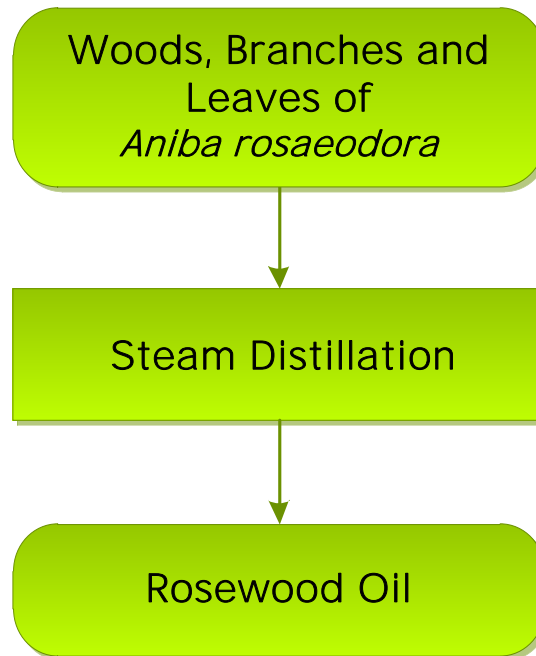 Woods, Branches and
Leaves of
Aniba rosaeodora
Steam Distillation
Rosewood Oil